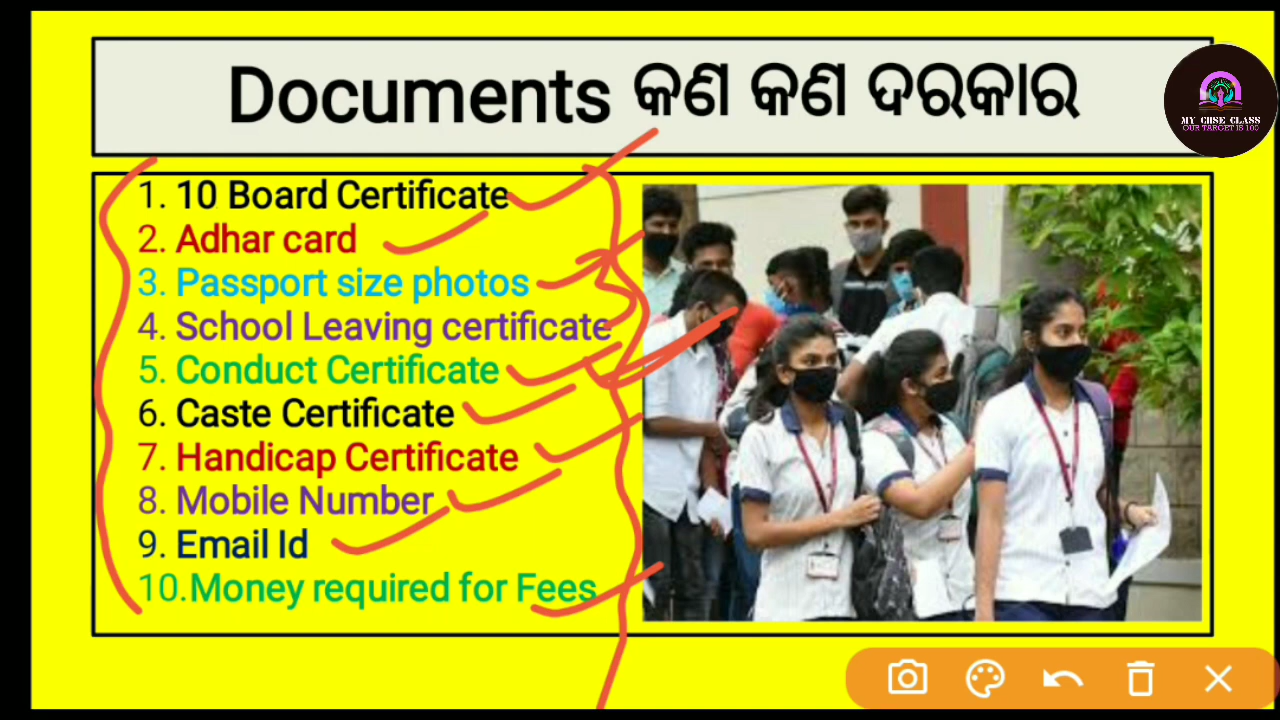 Documents କଣ କଣ ଦରକାର
MY CHSE CLASS
OUR TARGET IS 100
1. 10 Board Certificate
2. Adhar card
3. Passport size photos
4. School Leaving certificate
5. Conduct Certificate
6. Caste Certificate
7. Handicap Certificate
8. Mobile Number
9. Email Id
10.Money required for Fees